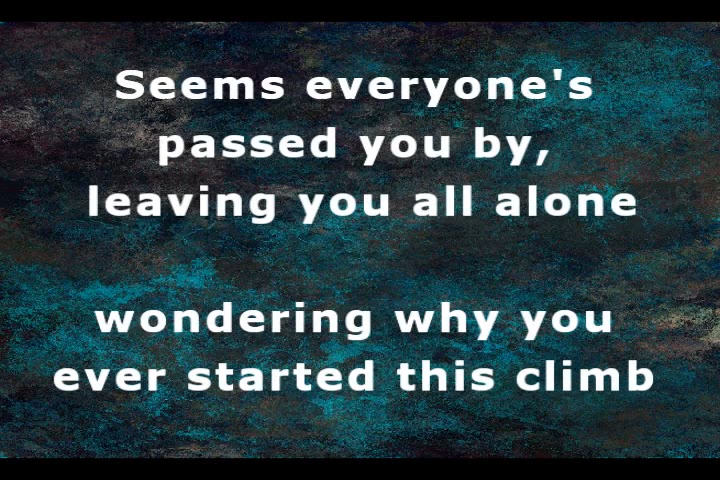 Seems everyone's
passed you by,
leaving you all alone
wondering why you
ever started this climb